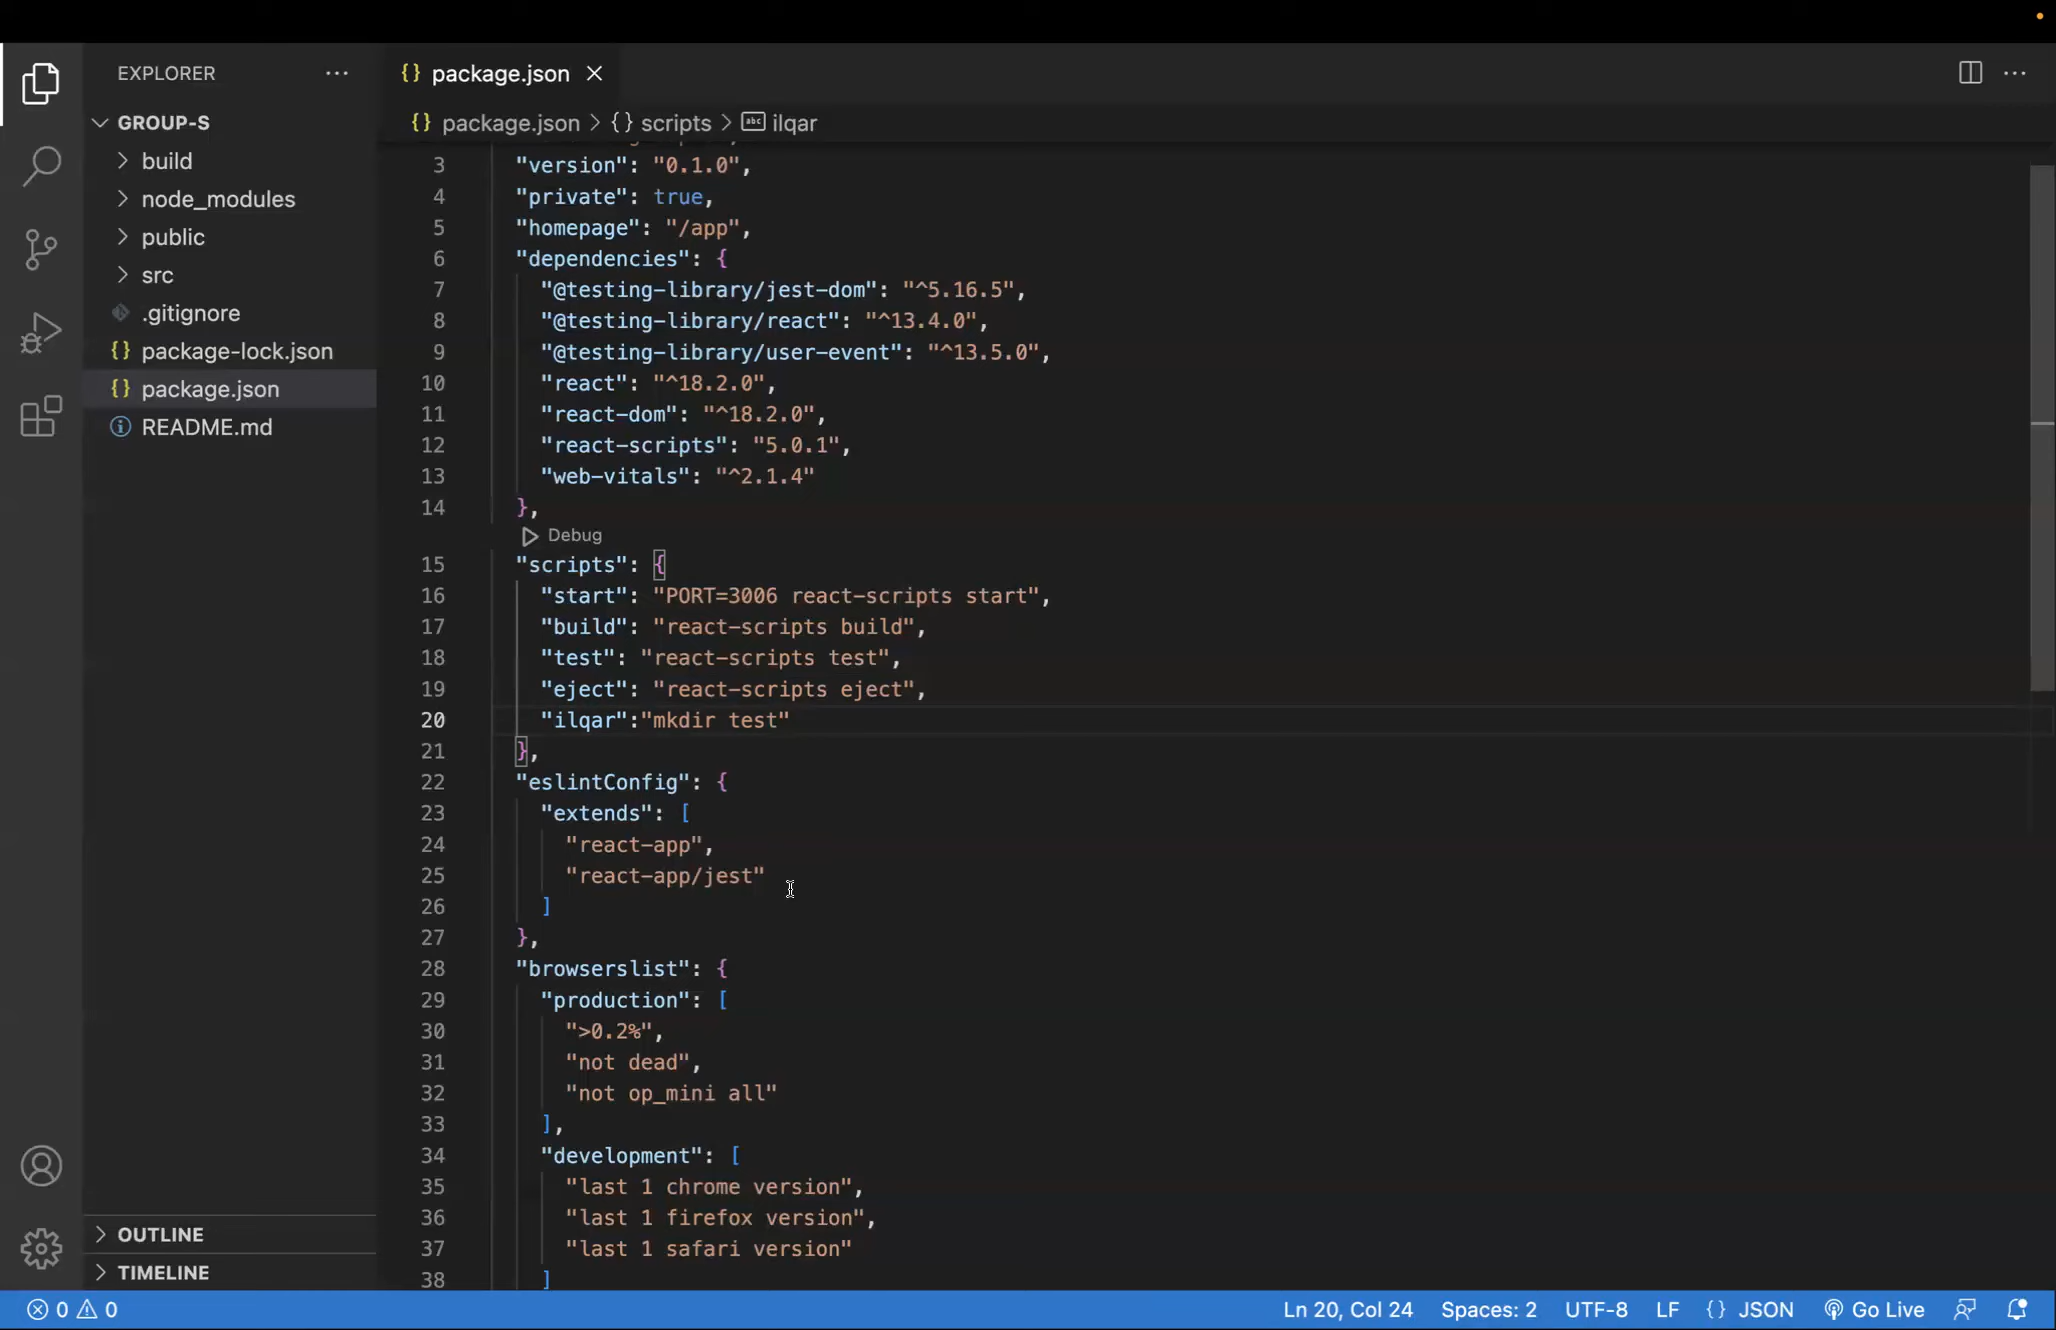 EXPLORER
GROUP-S
build
node_modules
public
src
.gitignore
package-lock.json
package.json
README.md
OUTLINE
TIMELINE
{} package.json
{} package.json > {} scripts > abc ilqar
3 "version": "0.1.0",
4 "private": true,
5 "homepage": "/app",
6 "dependencies": {
7 "@testing-library/jest-dom": "^5.16.5",
8 "@testing-library/react": "^13.4.0",
9 "@testing-library/user-event": "^13.5.0",
10 "react": "^18.2.0",
11 "react-dom": "^18.2.0",
12 "react-scripts": "5.0.1",
13 "web-vitals": "^2.1.4"
14 },
Debug
15 "scripts": {
16 "start": "PORT=3006 react-scripts start",
17 "build": "react-scripts build",
18 "test": "react-scripts test",
19 "eject": "react-scripts eject",
20 "ilqar":"mkdir test"
21 },
22 "eslintConfig": {
23 "extends": [
24 "react-app",
25 "react-app/jest"
26 ]
27 },
28 "browserslist": {
29 "production": [
30 ">0.2%",
31 "not dead",
32 "not op_mini all"
33 ],
34 "development": [
35 "last 1 chrome version",
36 "last 1 firefox version",
37 "last 1 safari version"
38 ]
0 0 Ln 20, Col 24 Spaces: 2 UTF-8 LF {} JSON Go Live